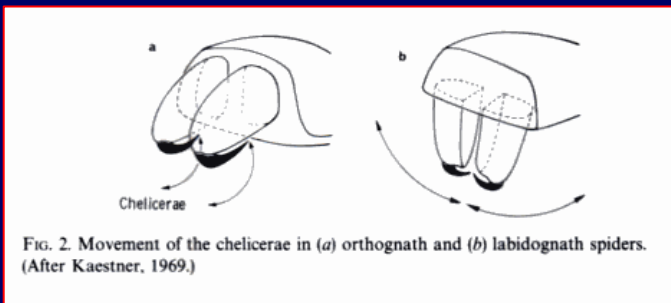 a
b
Chelicerae
FIG. 2. Movement of the chelicerae in (a) orthognath and (b) labidognath spiders.
(After Kaestner, 1969.)